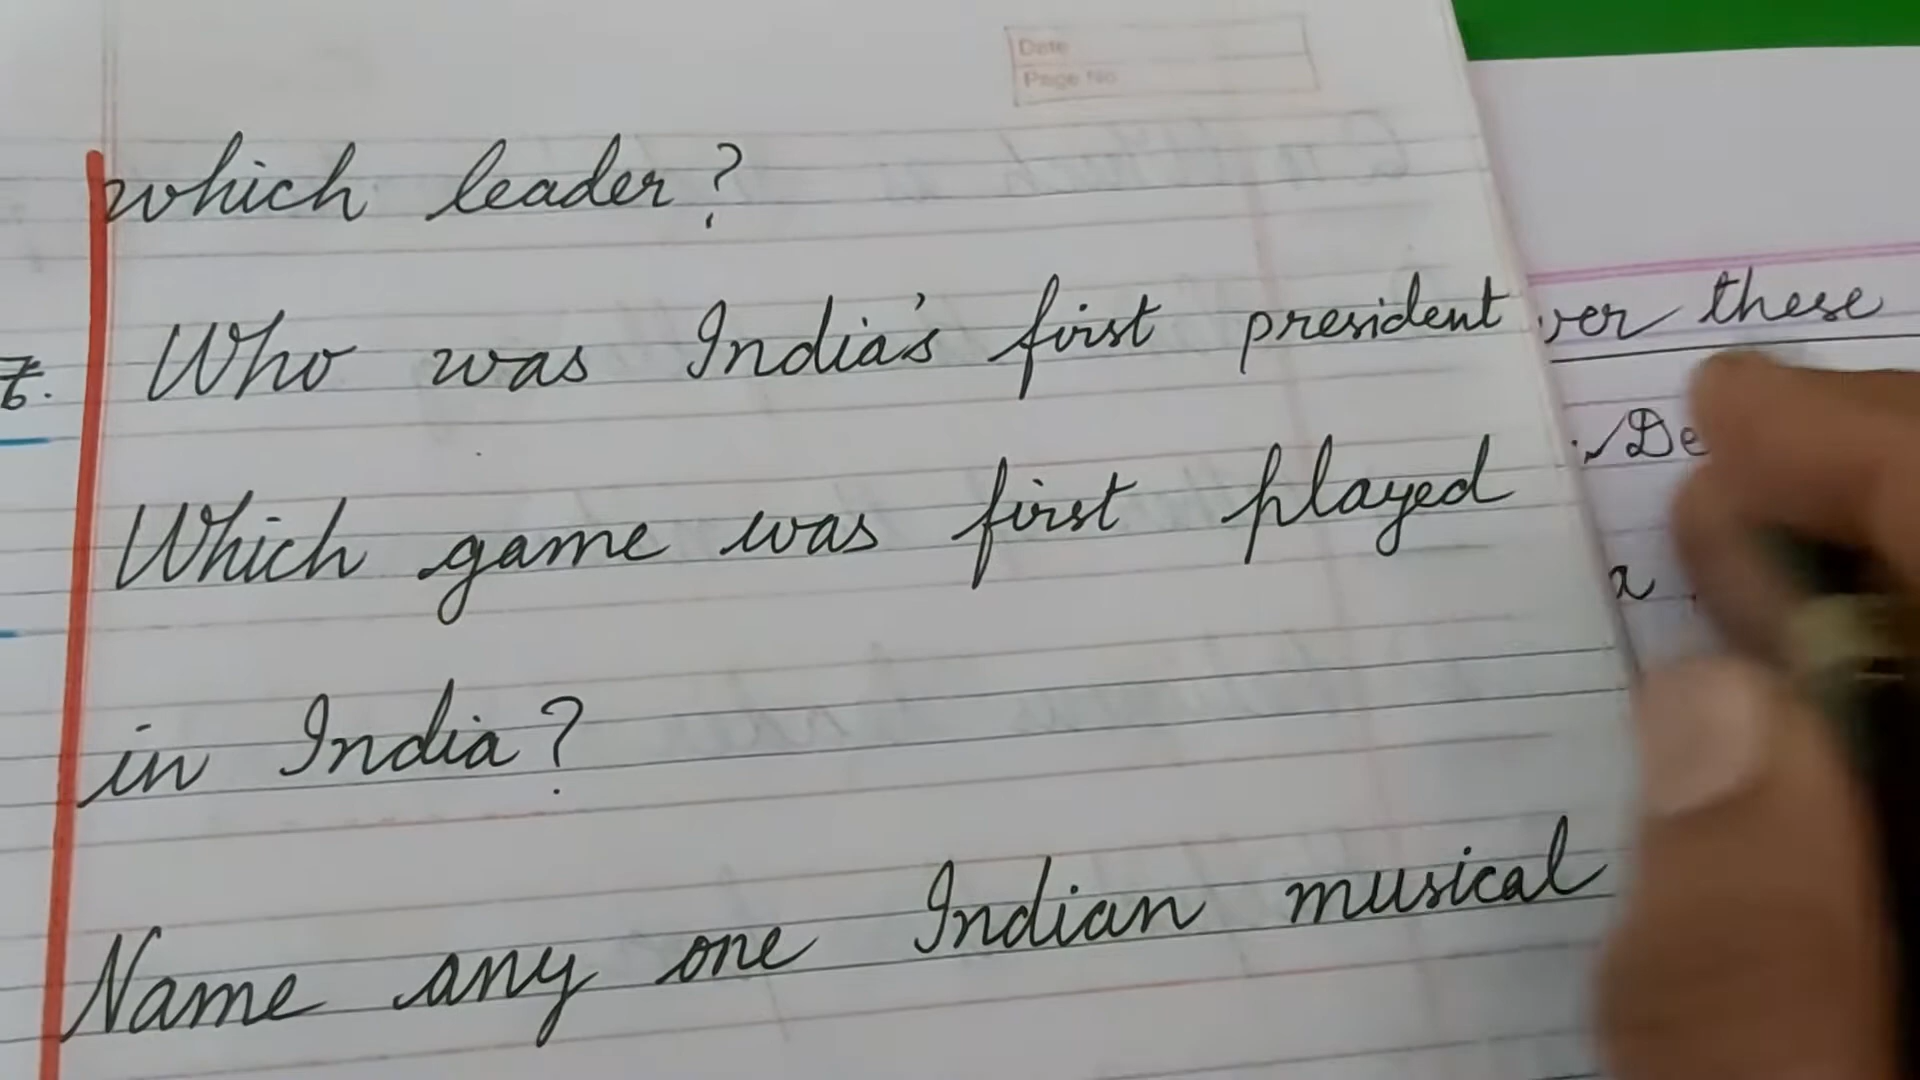 Date
Page No
which leader?
Who was India's first president
Which game was first played
in India?
Name any one Indian musical
these